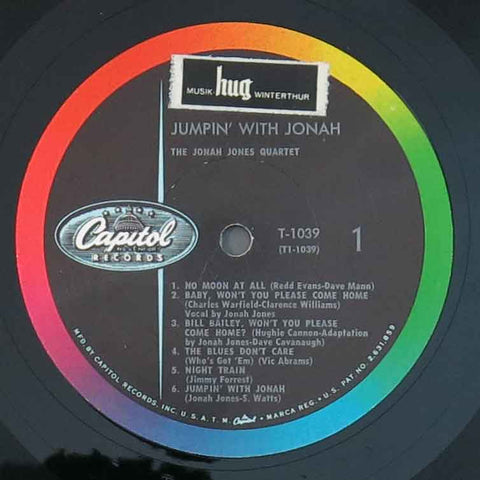 MUSIK hug WINTERTHUR
JUMPIN' WITH JONAH
THE JONAH JONES QUARTET
Capitol
RECORDS
T-1039
(T1-1039)
1
1. NO MOON AT ALL (Redd Evans-Dave Mann)
2. BABY, WON'T YOU PLEASE COME HOME
(Charles Warfield-Clarence Williams)
Vocal by Jonah Jones
3. BILL BAILEY, WON'T YOU PLEASE
COME HOME? (Hughie Cannon-Adaptation
by Jonah Jones-Dave Cavanaugh)
4. THE BLUES DON'T CARE
(Who's Got 'Em) (Vic Abrams)
5. NIGHT TRAIN
(Jimmy Forrest)
6. JUMPIN' WITH JONAH
(Jonah Jones-S. Watts)
MFD. BY CAPITOL RECORDS, INC. U.S.A. T.M. Capitol MARCA REG. • U.S. PAT. NO. 2631859